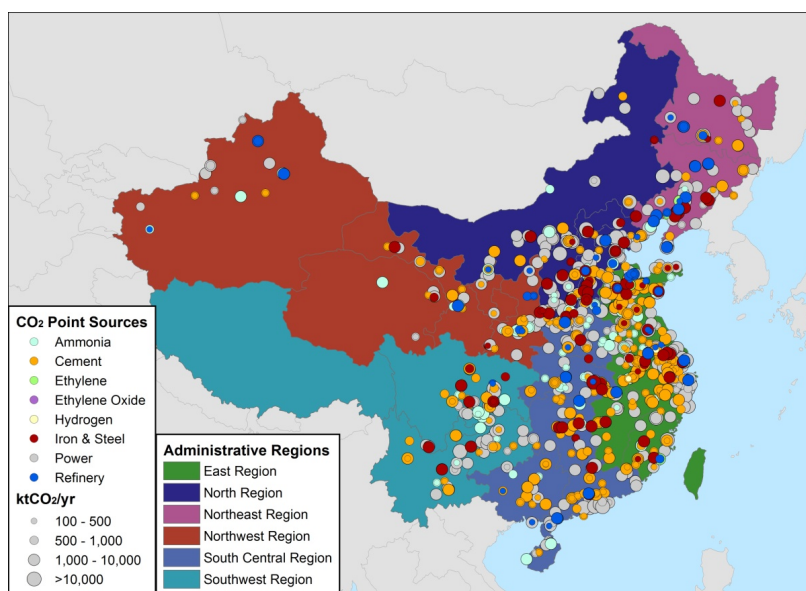 CO2 Point Sources
Ammonia
Cement
Ethylene
Ethylene Oxide
Hydrogen
Iron & Steel
Power
Refinery
ktCO2/yr
100 - 500
500 - 1,000
1,000 - 10,000
>10,000
Administrative Regions
East Region
North Region
Northeast Region
Northwest Region
South Central Region
Southwest Region